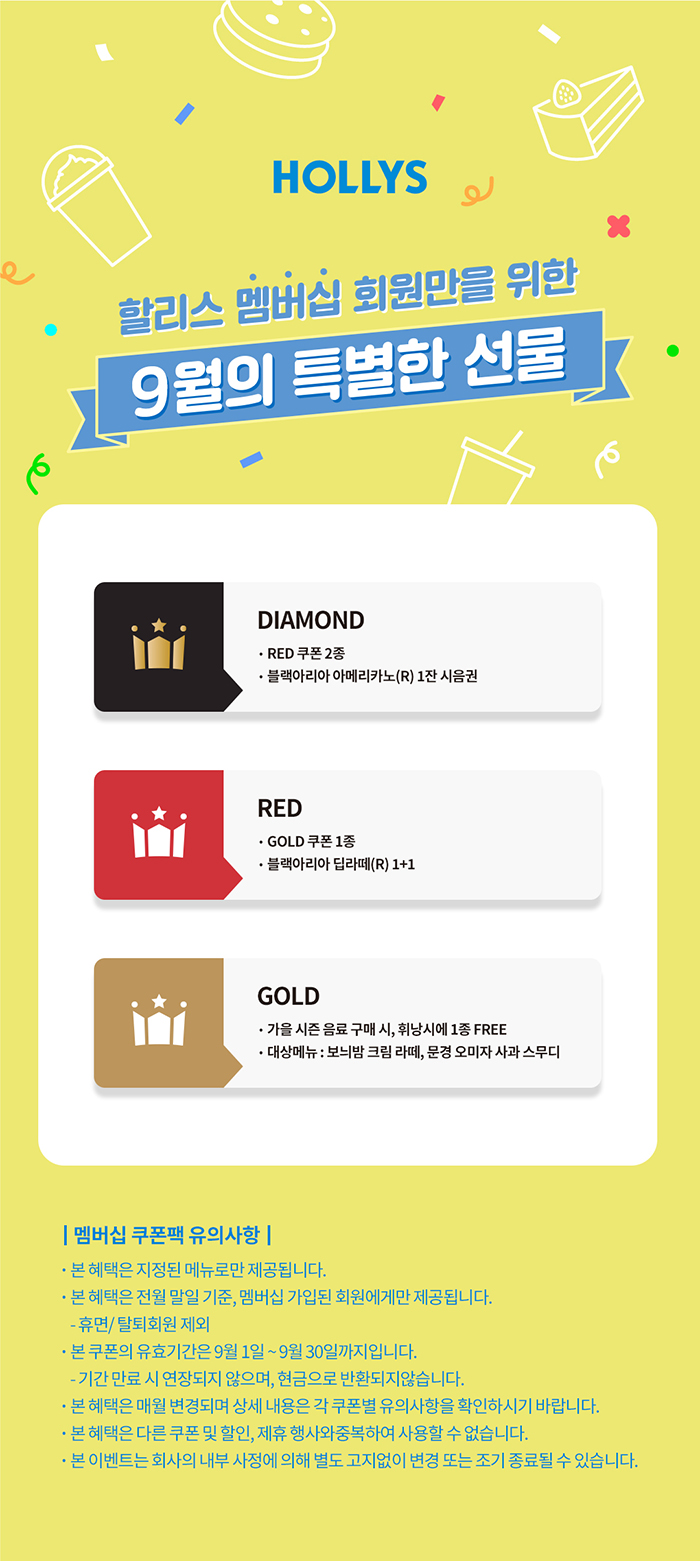 HOLLYS
할리스 멤버십 회원만을 위한
9월의 특별한 선물
DIAMOND
· RED 쿠폰 2종
· 블랙아리아 아메리카노(R) 1잔 시음권
RED
· GOLD 쿠폰 1종
· 블랙아리아 딥라떼(R) 1+1
GOLD
· 가을 시즌 음료 구매 시, 휘낭시에 1종 FREE
· 대상메뉴 : 보늬밤 크림 라떼, 문경 오미자 사과 스무디
| 멤버십 쿠폰팩 유의사항 |
· 본 혜택은 지정된 메뉴로만 제공됩니다.
· 본 혜택은 전월 말일 기준, 멤버십 가입된 회원에게만 제공됩니다.
- 휴면/ 탈퇴회원 제외
· 본 쿠폰의 유효기간은 9월 1일 ~ 9월 30일까지입니다.
- 기간 만료 시 연장되지 않으며, 현금으로 반환되지않습니다.
· 본 혜택은 매월 변경되며 상세 내용은 각 쿠폰별 유의사항을 확인하시기 바랍니다.
· 본 혜택은 다른 쿠폰 및 할인, 제휴 행사와중복하여 사용할 수 없습니다.
· 본 이벤트는 회사의 내부 사정에 의해 별도 고지없이 변경 또는 조기 종료될 수 있습니다.